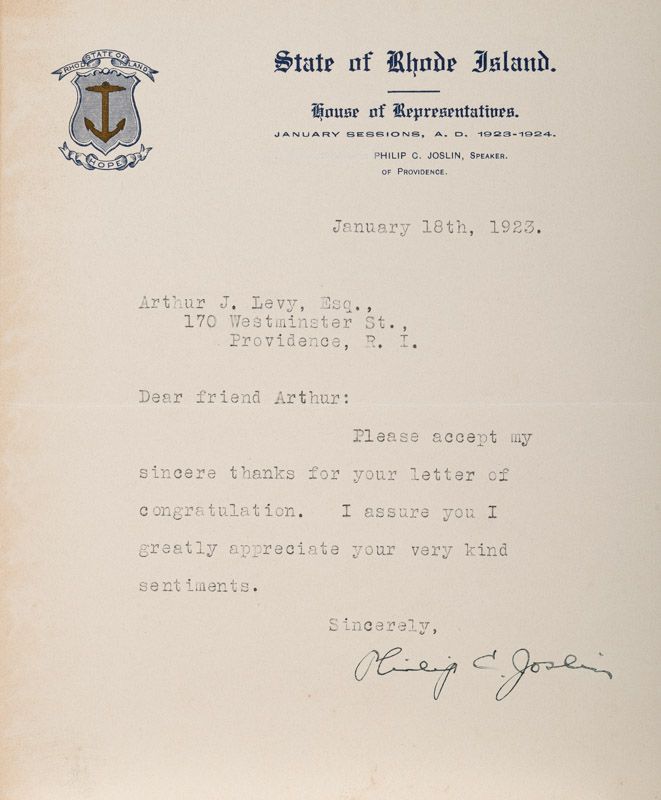 STATE OF
RHODE ISLAND
HOPE
State of Rhode Island.
House of Representatives.
JANUARY SESSIONS, A. D. 1923-1924.
PHILIP C. JOSLIN, SPEAKER.
OF PROVIDENCE.
January 18th, 1923.
Arthur J. Levy, Esq.,
170 Westminster St.,
Providence, R. I.
Dear friend Arthur:
Please accept my
sincere thanks for your letter of
congratulation. I assure you I
greatly appreciate your very kind
sentiments.
Sincerely,
Philip C. Joslin